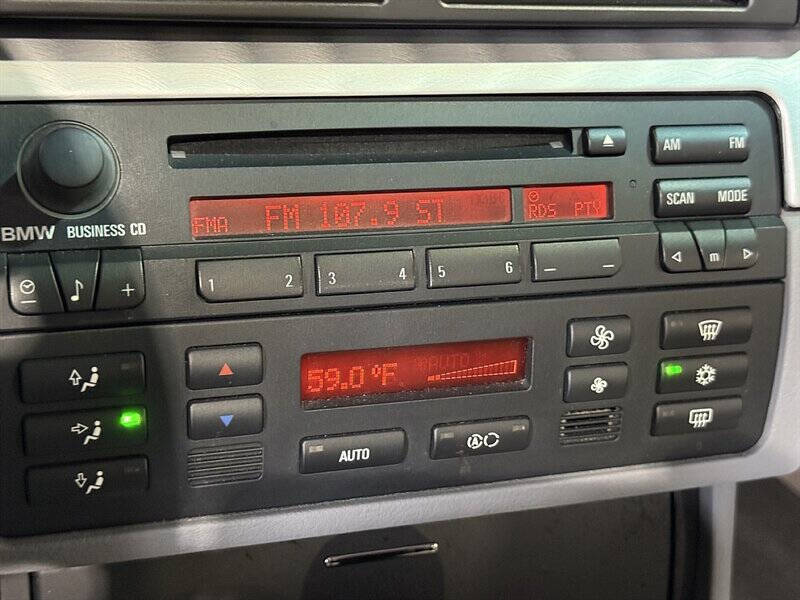 AM FM
FMA FM 107.9 ST RDS PTY
SCAN MODE
BMW BUSINESS CD
1 2 3 4 5 6 m
+
59.0°F AUTO
AUTO A